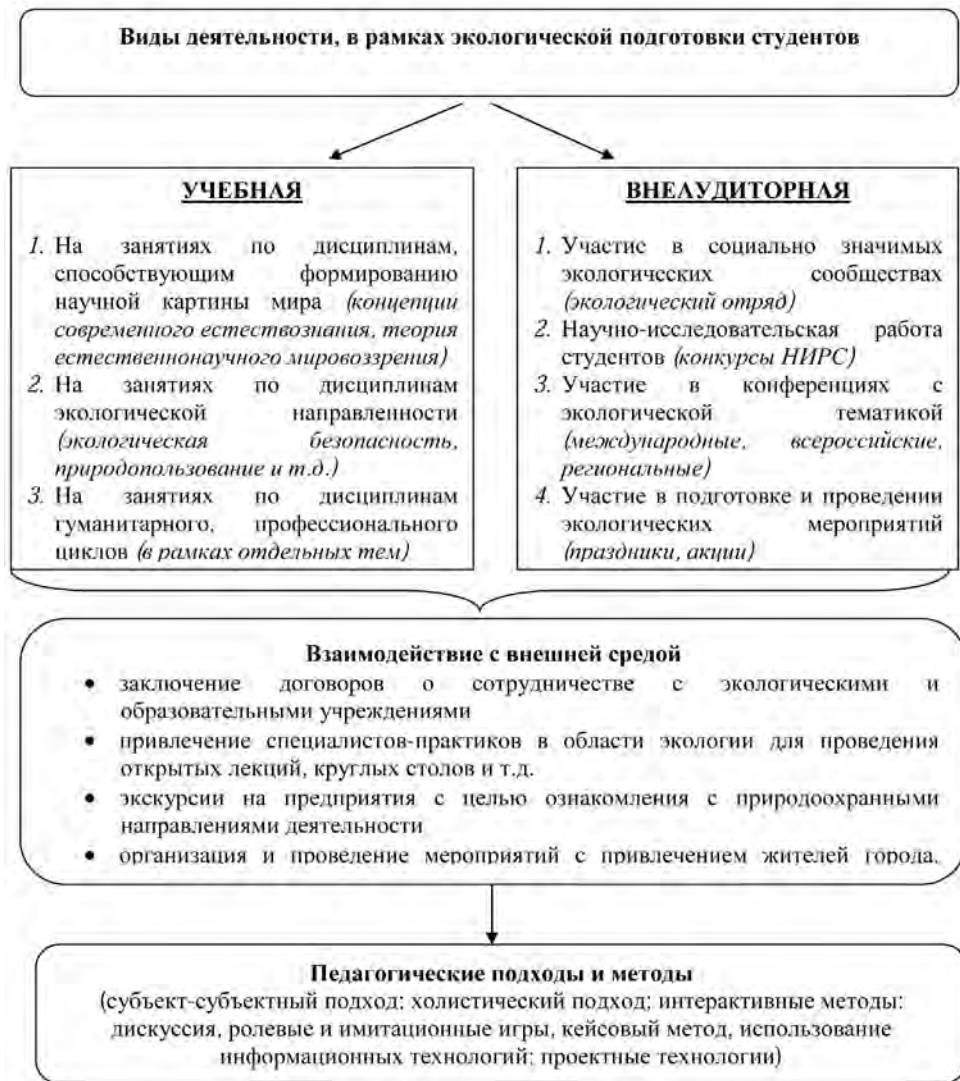 Виды деятельности, в рамках экологической подготовки студентов
УЧЕБНАЯ
1. На занятиях по дисциплинам,
способствующим формированию
научной картины мира (концепции
современного естествознания, теория
естественнонаучного мировоззрения)
2. На занятиях по дисциплинам
экологической направленности
(экологическая безопасность,
природопользование и т.д.)
3. На занятиях по дисциплинам
гуманитарного, профессионального
циклов (в рамках отдельных тем)
ВНЕАУДИТОРНАЯ
1. Участие в социально значимых
экологических сообществах
(экологический отряд)
2. Научно-исследовательская работа
студентов (конкурсы НИРС)
3. Участие в конференциях с
экологической тематикой
(международные, всероссийские,
региональные)
4. Участие в подготовке и проведении
экологических мероприятий
(праздники, акции)
Взаимодействие с внешней средой
• заключение договоров о сотрудничестве с экологическими и
образовательными учреждениями
• привлечение специалистов-практиков в области экологии для проведения
открытых лекций, круглых столов и т.д.
• экскурсии на предприятия с целью ознакомления с природоохранными
направлениями деятельности
• организация и проведение мероприятий с привлечением жителей города,
Педагогические подходы и методы
(субъект-субъектный подход; холистический подход; интерактивные методы:
дискуссия, ролевые и имитационные игры, кейсовый метод, использование
информационных технологий; проектные технологии)